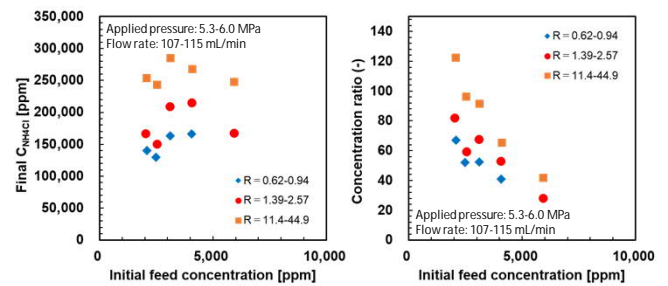 350,000
300,000
250,000
200,000
150,000
100,000
50,000
0
Final C_NH4Cl [ppm]
Applied pressure: 5.3-6.0 MPa
Flow rate: 107-115 mL/min
R = 0.62-0.94
R = 1.39-2.57
R = 11.4-44.9
0 5,000 10,000
Initial feed concentration [ppm]
140
120
100
80
60
40
20
0
Concentration ratio (-)
R = 0.62-0.94
R = 1.39-2.57
R = 11.4-44.9
Applied pressure: 5.3-6.0 MPa
Flow rate: 107-115 mL/min
0 5,000 10,000
Initial feed concentration [ppm]